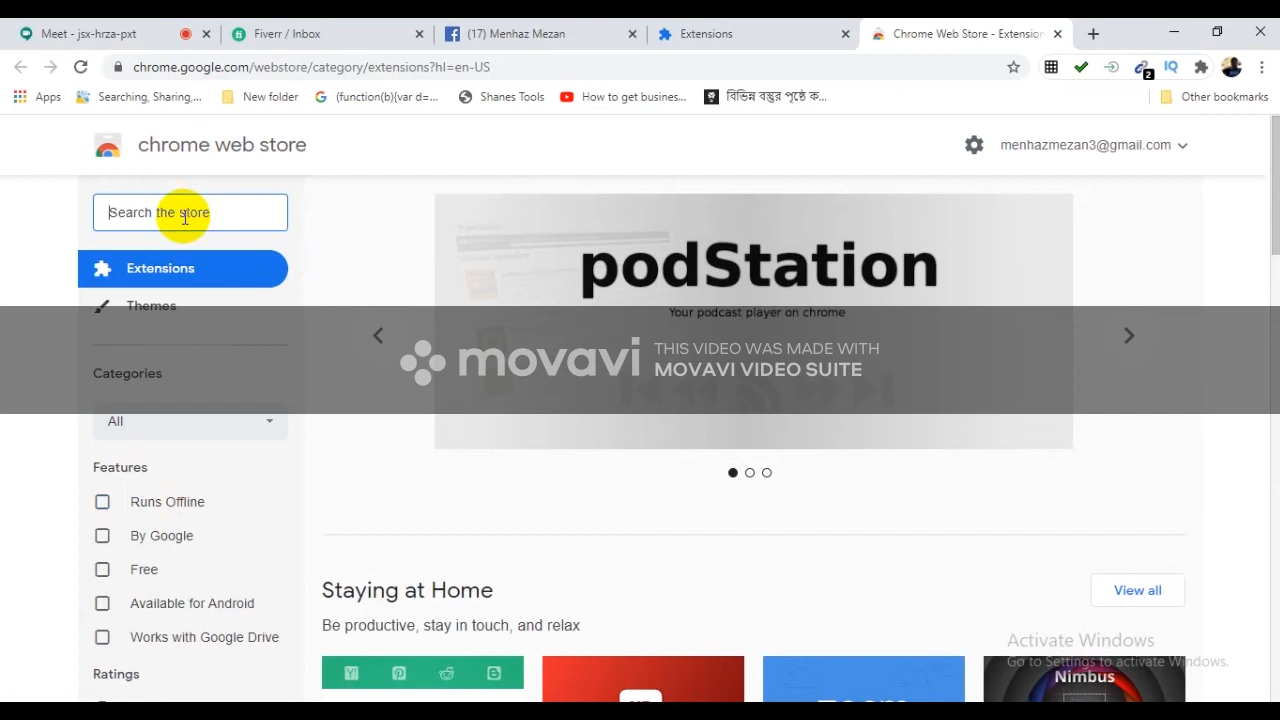 Meet - jsx-hrza-pxt
Fiverr / Inbox
(17) Menhaz Mezan
Extensions
Chrome Web Store - Extension
chrome.google.com/webstore/category/extensions?hl=en-US
2
IQ
Apps
Searching, Sharing,...
New folder
(function(b){var d=...
Shanes Tools
How to get busines...
বিভিন্ন বস্তুর পৃষ্ঠে ক...
Other bookmarks
chrome web store
menhazmezan3@gmail.com
Search the store
Extensions
Themes
Categories
All
Features
Runs Offline
By Google
Free
Available for Android
Works with Google Drive
Ratings
podStation
Your podcast player on chrome
movavi
THIS VIDEO WAS MADE WITH
MOVAVI VIDEO SUITE
Staying at Home
View all
Be productive, stay in touch, and relax
Activate Windows
Go to Settings to activate Windows.
Nimbus